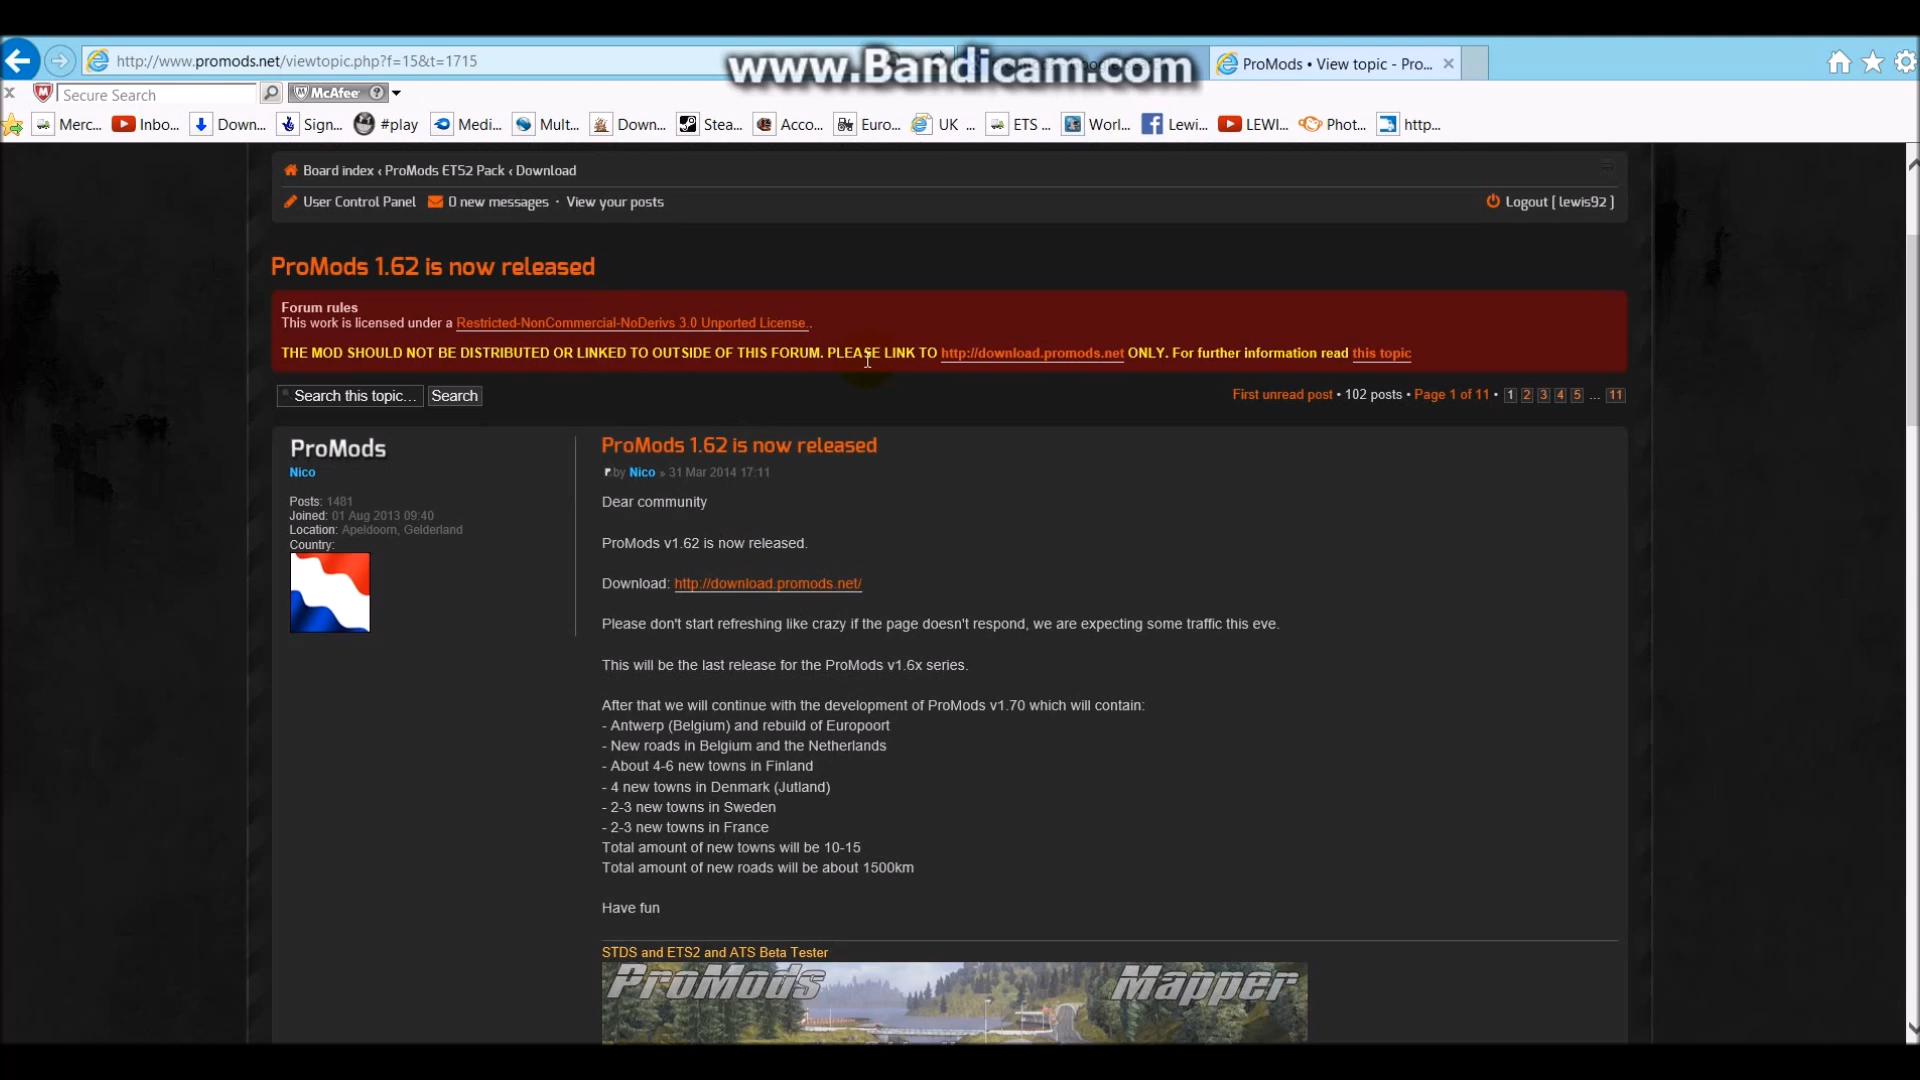 http://www.promods.net/viewtopic.php?f=15&t=1715
www.Bandicam.com
ProMods • View topic - Pro...
Secure Search
McAfee
Merc... Inbo... Down... Sign... #play Medi... Mult... Down... Stea... Acco... Euro... UK ... ETS ... Worl... Lewi... LEWI... Phot... http...
Board index ‹ ProMods ETS2 Pack ‹ Download
User Control Panel 0 new messages · View your posts Logout [ lewis92 ]
ProMods 1.62 is now released
Forum rules
This work is licensed under a Restricted-NonCommercial-NoDerivs 3.0 Unported License..
THE MOD SHOULD NOT BE DISTRIBUTED OR LINKED TO OUTSIDE OF THIS FORUM. PLEASE LINK TO http://download.promods.net ONLY. For further information read this topic
Search this topic... Search First unread post • 102 posts • Page 1 of 11 • 1 2 3 4 5 ... 11
ProMods
Nico
Posts: 1481
Joined: 01 Aug 2013 09:40
Location: Apeldoorn, Gelderland
Country:
ProMods 1.62 is now released
by Nico » 31 Mar 2014 17:11
Dear community
ProMods v1.62 is now released.
Download: http://download.promods.net/
Please don't start refreshing like crazy if the page doesn't respond, we are expecting some traffic this eve.
This will be the last release for the ProMods v1.6x series.
After that we will continue with the development of ProMods v1.70 which will contain:
- Antwerp (Belgium) and rebuild of Europoort
- New roads in Belgium and the Netherlands
- About 4-6 new towns in Finland
- 4 new towns in Denmark (Jutland)
- 2-3 new towns in Sweden
- 2-3 new towns in France
Total amount of new towns will be 10-15
Total amount of new roads will be about 1500km
Have fun
STDS and ETS2 and ATS Beta Tester
ProMods Mapper